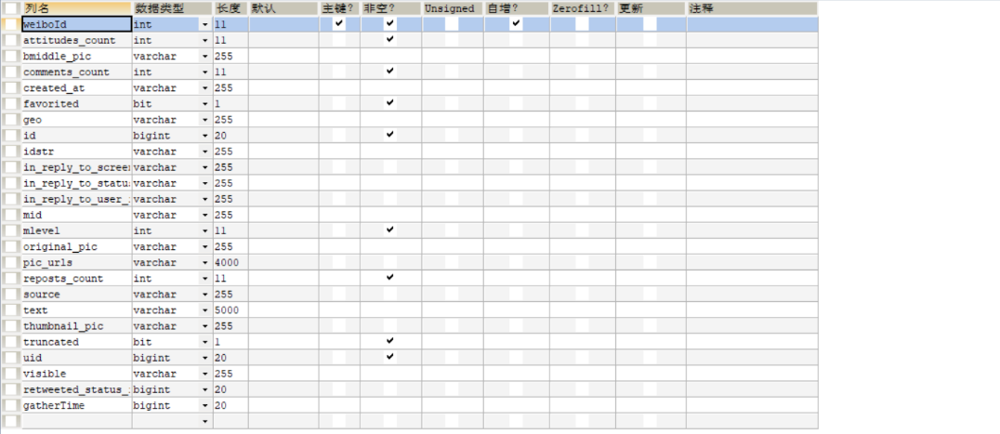 列名 数据类型 长度 默认 主键? 非空? Unsigned 自增? Zerofill? 更新 注释
weiboId int 11
attitudes_count int 11
bmiddle_pic varchar 255
comments_count int 11
created_at varchar 255
favorited bit 1
geo varchar 255
id bigint 20
idstr varchar 255
in_reply_to_screen varchar 255
in_reply_to_statu varchar 255
in_reply_to_user_ varchar 255
mid varchar 255
mlevel int 11
original_pic varchar 255
pic_urls varchar 4000
reposts_count int 11
source varchar 255
text varchar 5000
thumbnail_pic varchar 255
truncated bit 1
uid bigint 20
visible varchar 255
retweeted_status_ bigint 20
gatherTime bigint 20